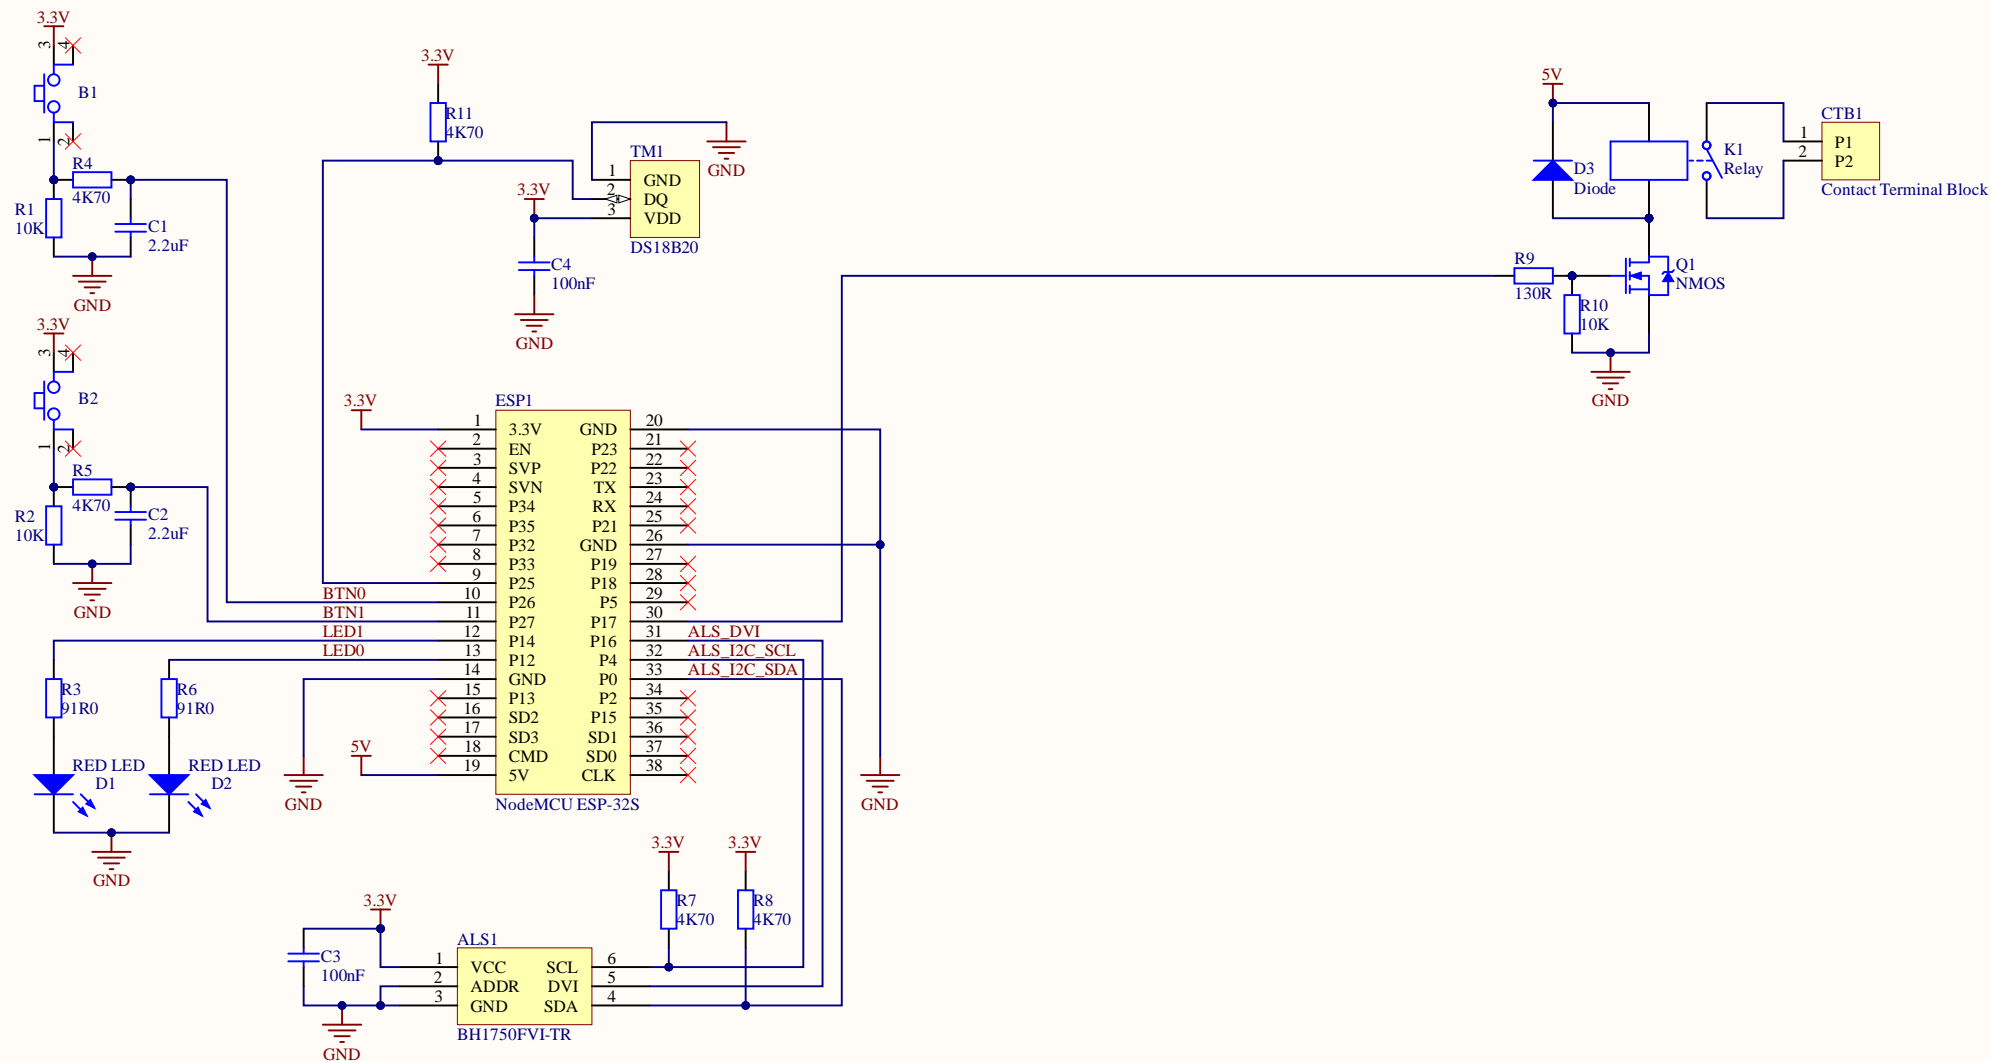 3.3V
3
4
B1
1
2
R4
4K70
R1
10K
C1
2.2uF
GND
3.3V
3
4
B2
1
2
R5
4K70
R2
10K
C2
2.2uF
GND
3.3V
R11
4K70
TM1
1 GND
2 DQ
3 VDD
DS18B20
GND
3.3V
C4
100nF
GND
5V
D3
Diode
K1
Relay
CTB1
1 P1
2 P2
Contact Terminal Block
R9
130R
R10
10K
Q1
NMOS
GND
3.3V
ESP1
1 3.3V GND 20
2 EN P23 21
3 SVP P22 22
4 SVN TX 23
5 P34 RX 24
6 P35 P21 25
7 P32 GND 26
8 P33 P19 27
9 P25 P18 28
BTN0 10 P26 P5 29
BTN1 11 P27 P17 30
LED1 12 P14 P16 31 ALS_DVI
LED0 13 P12 P4 32 ALS_I2C_SCL
14 GND P0 33 ALS_I2C_SDA
15 P13 P2 34
16 SD2 P15 35
17 SD3 SD1 36
18 CMD SD0 37
19 5V CLK 38
NodeMCU ESP-32S
5V
GND
GND
R3
91R0
R6
91R0
RED LED
D1
RED LED
D2
GND
3.3V
C3
100nF
GND
ALS1
1 VCC SCL 6
2 ADDR DVI 5
3 GND SDA 4
BH1750FVI-TR
3.3V
R7
4K70
3.3V
R8
4K70